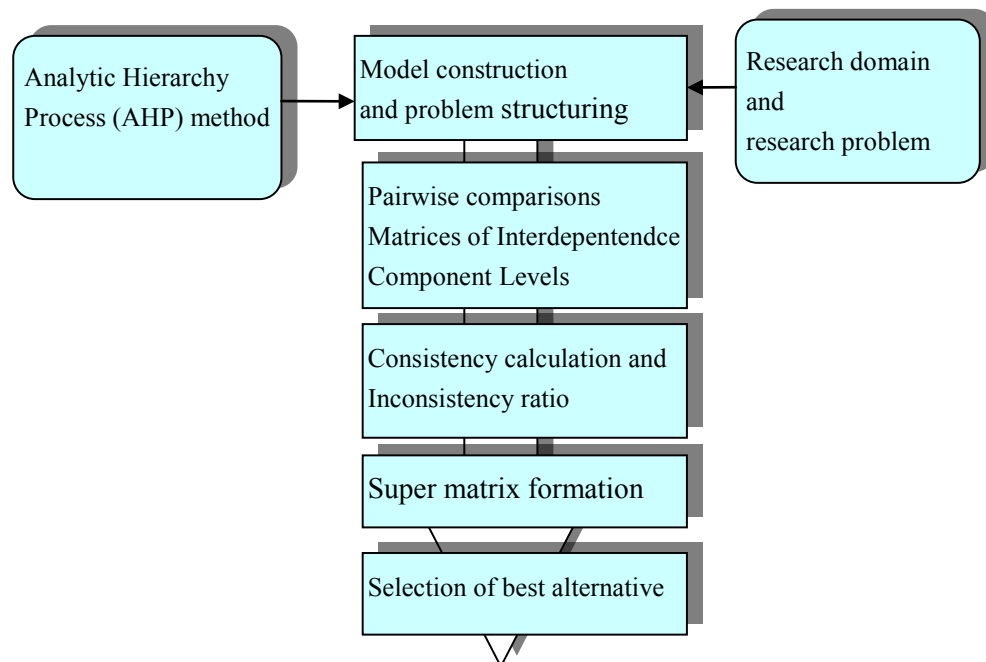 Analytic Hierarchy
Process (AHP) method
Model construction
and problem structuring
Research domain
and
research problem
Pairwise comparisons
Matrices of Interdepentendce
Component Levels
Consistency calculation and
Inconsistency ratio
Super matrix formation
Selection of best alternative